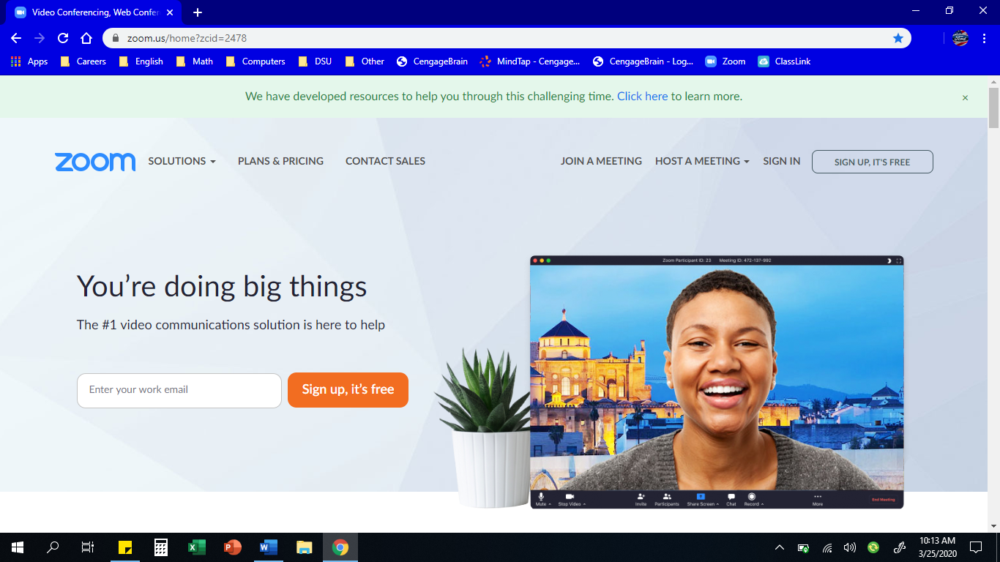 Video Conferencing, Web Confer
zoom.us/home?zcid=2478
Apps Careers English Math Computers DSU Other CengageBrain MindTap - Cengage... CengageBrain - Log... Zoom ClassLink
We have developed resources to help you through this challenging time. Click here to learn more. ×
zoom SOLUTIONS PLANS & PRICING CONTACT SALES JOIN A MEETING HOST A MEETING SIGN IN SIGN UP, IT'S FREE
Zoom Participant ID: 23 Meeting ID: 472-137-992
You’re doing big things
The #1 video communications solution is here to help
Enter your work email Sign up, it’s free
Mute Stop Video Invite Participants Share Screen Chat Record More End Meeting
10:13 AM
3/25/2020